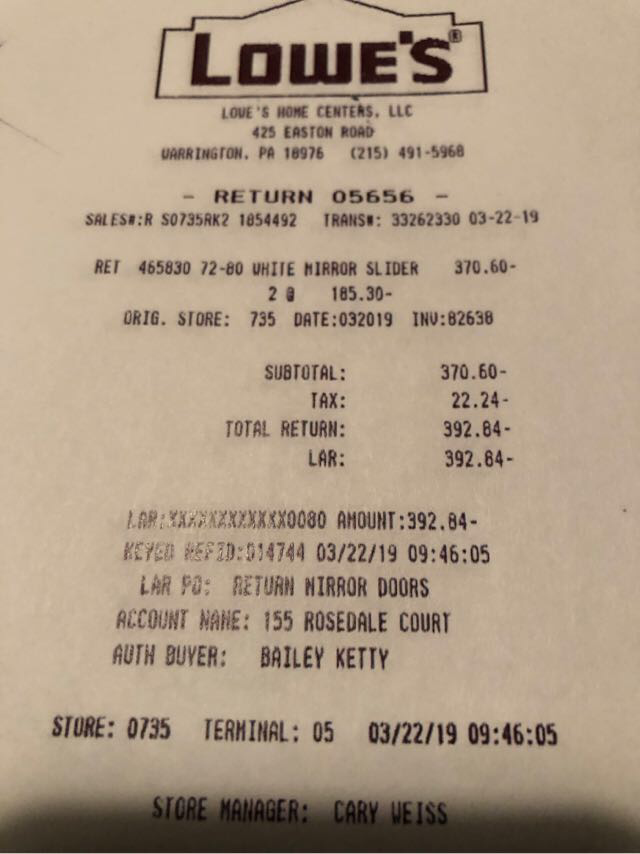 LOWE'S®
LOWE'S HOME CENTERS, LLC
425 EASTON ROAD
WARRINGTON, PA 18976 (215) 491-5968
- RETURN 05656 -
SALES#:R S0735RK2 1854492 TRANS#: 33262330 03-22-19
RET 465830 72-80 WHITE MIRROR SLIDER 370.60-
2 @ 185.30-
ORIG. STORE: 735 DATE:032019 INV:82638
SUBTOTAL: 370.60-
TAX: 22.24-
TOTAL RETURN: 392.84-
LAR: 392.84-
LAR:XXXXXXXXXXXX0080 AMOUNT:392.84-
KEYED REFID:014744 03/22/19 09:46:05
LAR PO: RETURN MIRROR DOORS
ACCOUNT NAME: 155 ROSEDALE COURT
AUTH BUYER: BAILEY KETTY
STORE: 0735 TERMINAL: 05 03/22/19 09:46:05
STORE MANAGER: CARY WEISS